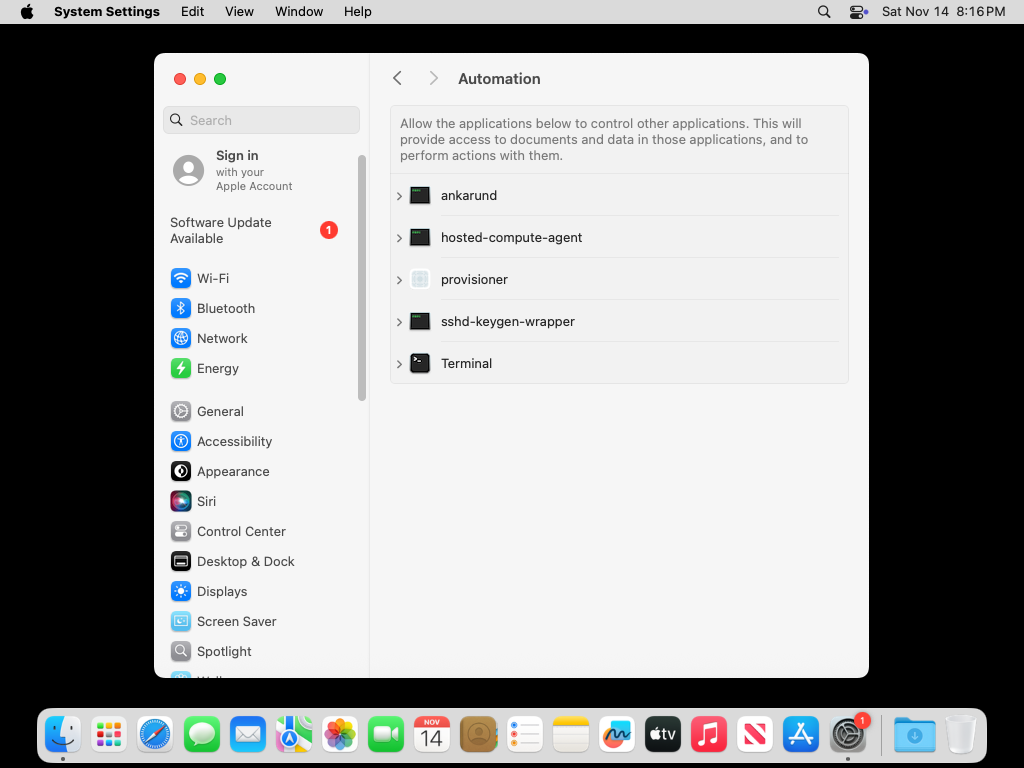 System Settings Edit View Window Help Sat Nov 14 8:16 PM
Automation
Search
Sign in
with your
Apple Account
Software Update
Available
1
Wi-Fi
Bluetooth
Network
Energy
General
Accessibility
Appearance
Siri
Control Center
Desktop & Dock
Displays
Screen Saver
Spotlight
Allow the applications below to control other applications. This will
provide access to documents and data in those applications, and to
perform actions with them.
ankarund
hosted-compute-agent
provisioner
sshd-keygen-wrapper
Terminal
NOV
14
tv
1